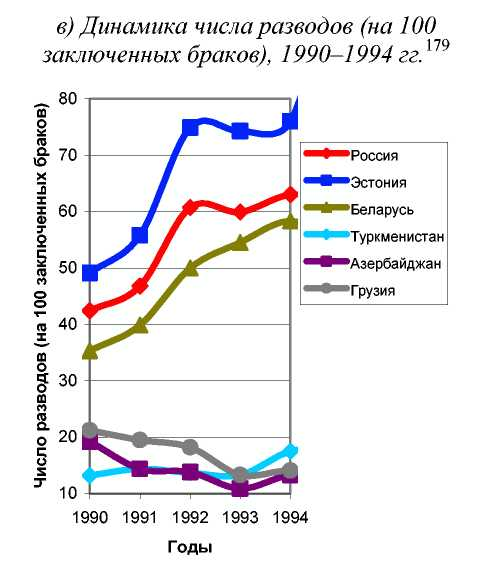 в) Динамика числа разводов (на 100
заключенных браков), 1990–1994 гг.179
Число разводов (на 100 заключенных браков)
80
70
60
50
40
30
20
10
1990 1991 1992 1993 1994
Годы
Россия
Эстония
Беларусь
Туркменистан
Азербайджан
Грузия